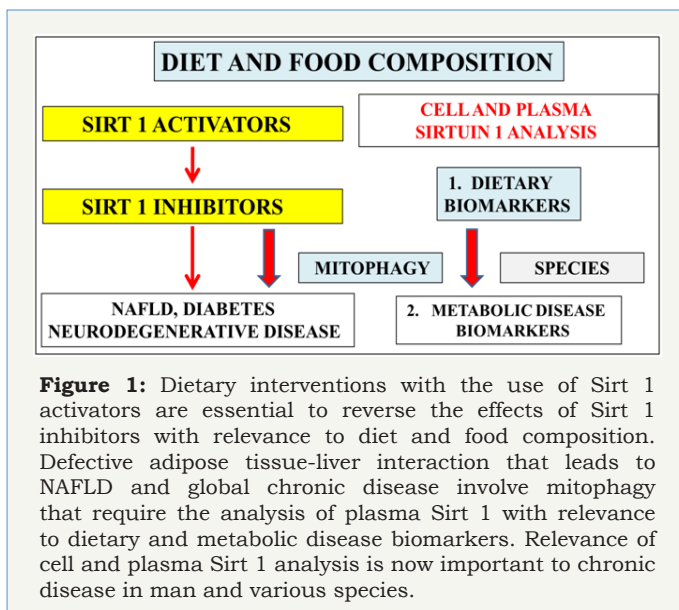 DIET AND FOOD COMPOSITION
SIRT 1 ACTIVATORS
CELL AND PLASMA
SIRTUIN 1 ANALYSIS
SIRT 1 INHIBITORS
1. DIETARY
BIOMARKERS
MITOPHAGY
SPECIES
NAFLD, DIABETES
NEURODEGENERATIVE DISEASE
2. METABOLIC DISEASE
BIOMARKERS
Figure 1: Dietary interventions with the use of Sirt 1
activators are essential to reverse the effects of Sirt 1
inhibitors with relevance to diet and food composition.
Defective adipose tissue-liver interaction that leads to
NAFLD and global chronic disease involve mitophagy
that require the analysis of plasma Sirt 1 with relevance
to dietary and metabolic disease biomarkers. Relevance of
cell and plasma Sirt 1 analysis is now important to chronic
disease in man and various species.